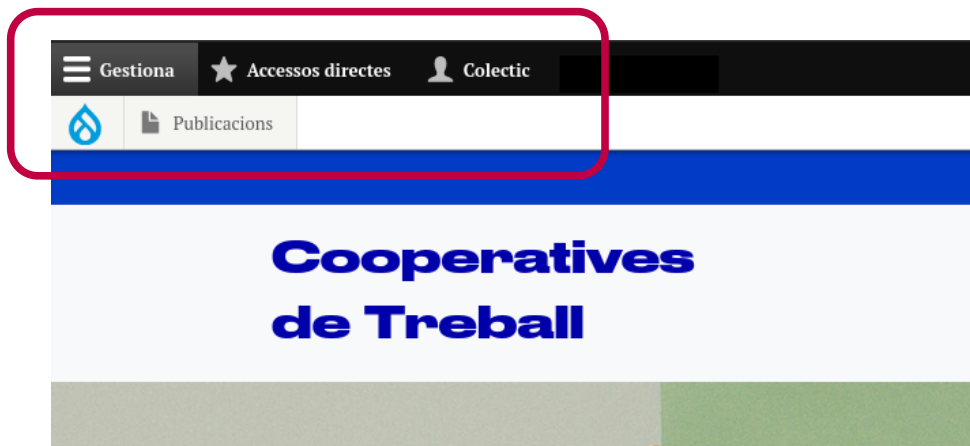 Gestiona Accessos directes Colectic
Publicacions
Cooperatives
de Treball